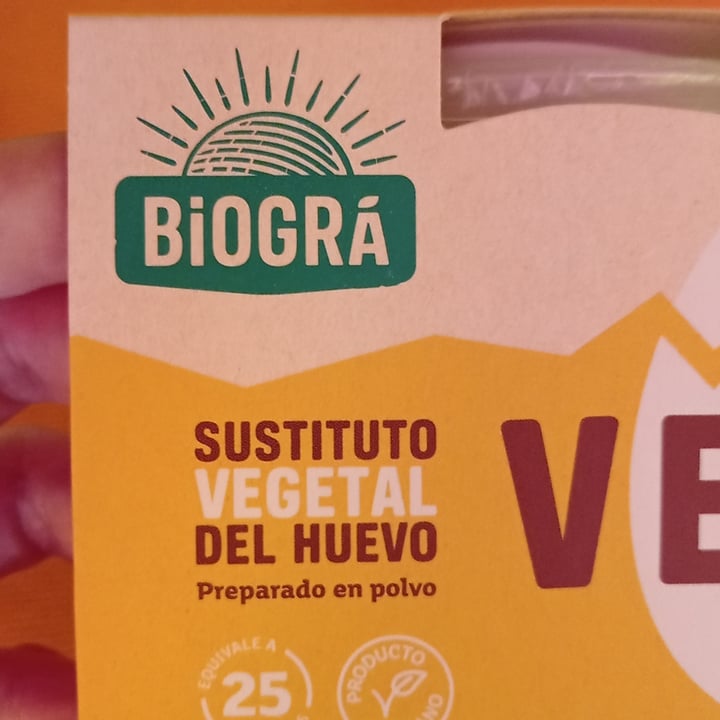 BiOGRÁ
SUSTITUTO
VEGETAL
DEL HUEVO
Preparado en polvo
VE
EQUIVALE A
25
PRODUCTO